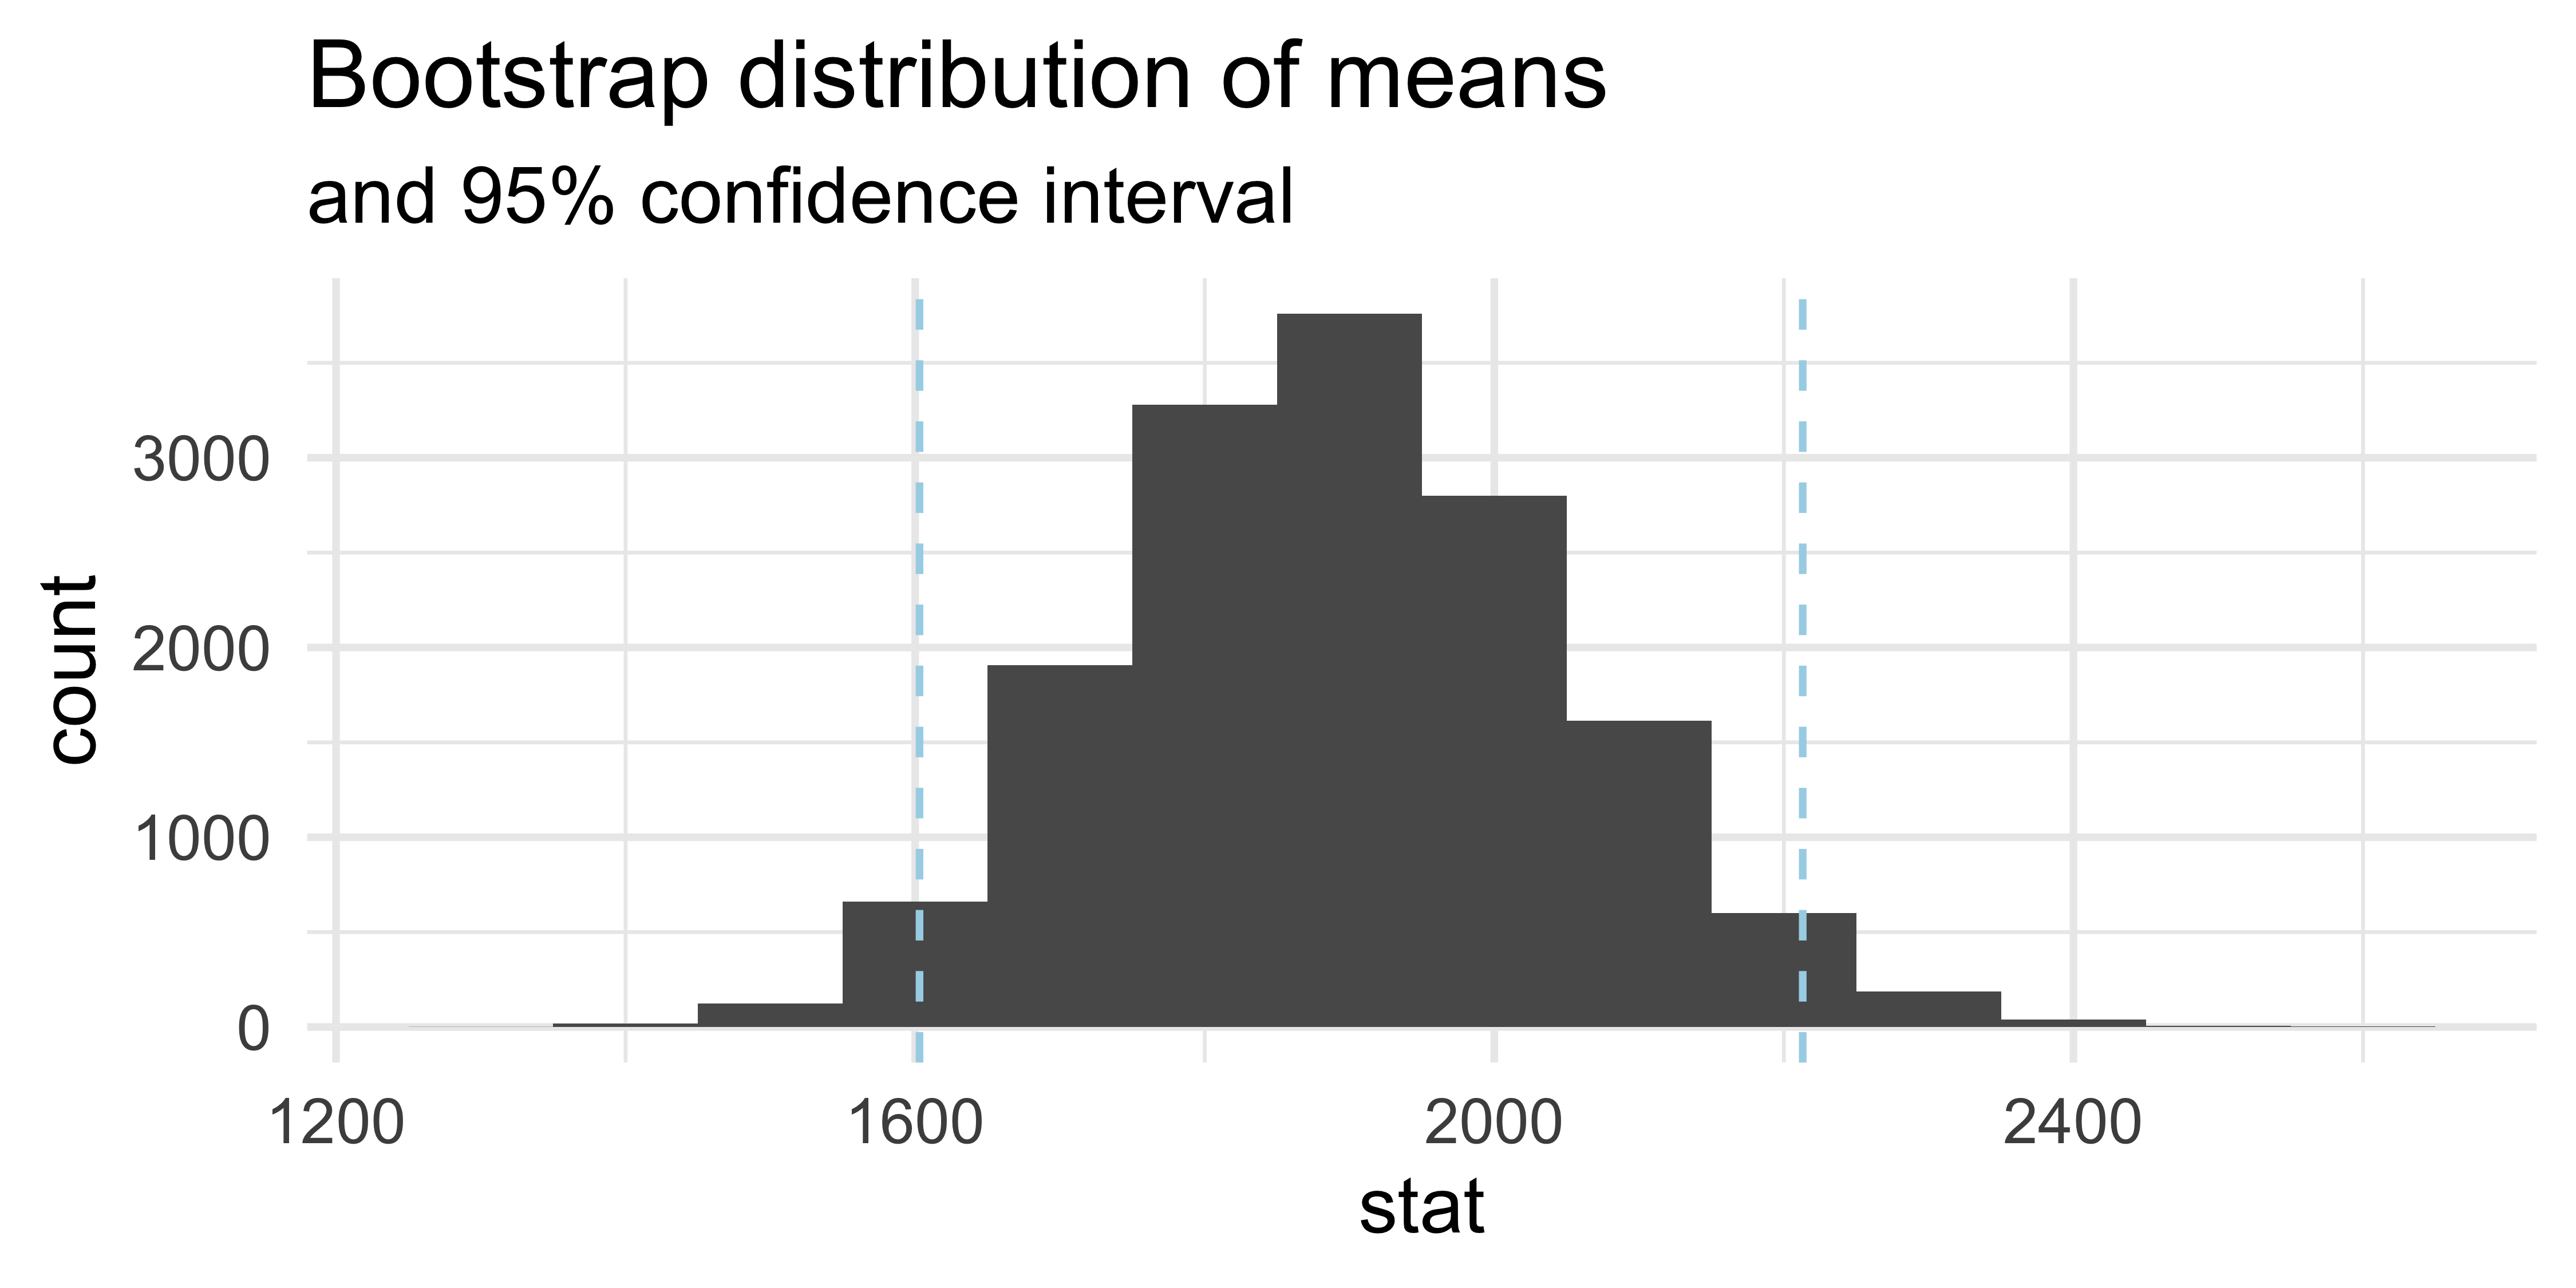 Bootstrap distribution of means
and 95% confidence interval
3000
2000
1000
0
count
1200 1600 2000 2400
stat